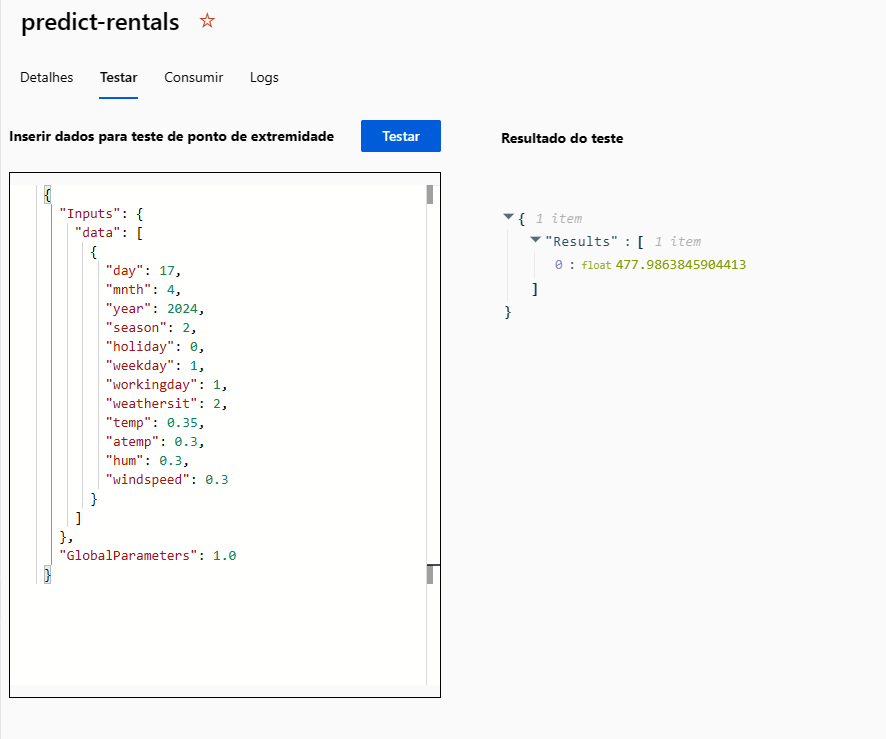 predict-rentals
Detalhes Testar Consumir Logs
Inserir dados para teste de ponto de extremidade
Testar
{
"Inputs": {
"data": [
{
"day": 17,
"mnth": 4,
"year": 2024,
"season": 2,
"holiday": 0,
"weekday": 1,
"workingday": 1,
"weathersit": 2,
"temp": 0.35,
"atemp": 0.3,
"hum": 0.3,
"windspeed": 0.3
}
]
},
"GlobalParameters": 1.0
}
Resultado do teste
{ 1 item
"Results" : [ 1 item
0 : float 477.9863845904413
]
}